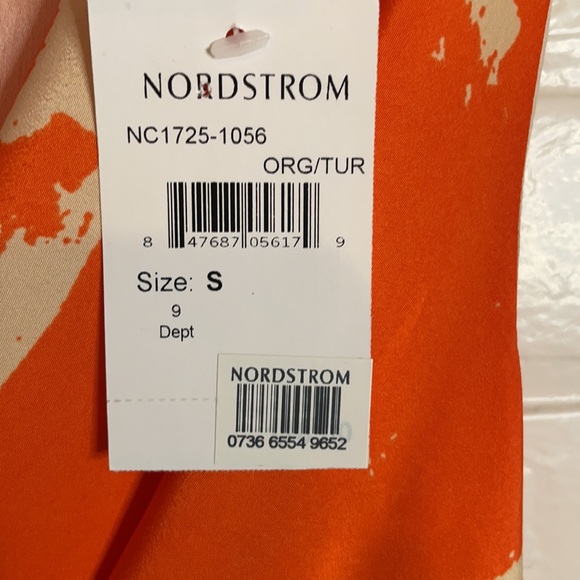 NORDSTROM
NC1725-1056
ORG/TUR
8 47687 05617 9
Size: S
9
Dept
NORDSTROM
0736 6554 9652